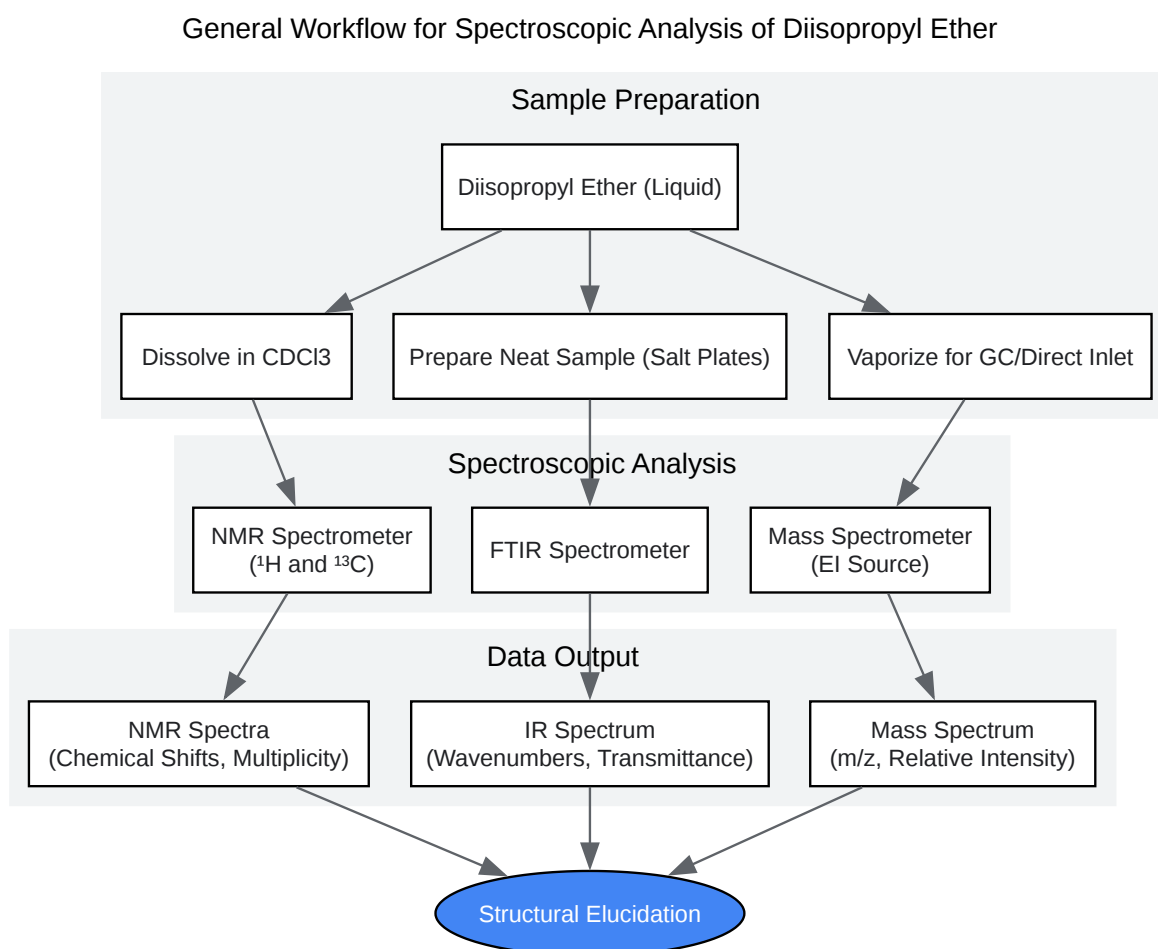 General Workflow for Spectroscopic Analysis of Diisopropyl Ether
Sample Preparation
Diisopropyl Ether (Liquid)
Dissolve in CDCl3
Prepare Neat Sample (Salt Plates)
Vaporize for GC/Direct Inlet
Spectroscopic Analysis
NMR Spectrometer
(¹H and ¹³C)
FTIR Spectrometer
Mass Spectrometer
(EI Source)
Data Output
NMR Spectra
(Chemical Shifts, Multiplicity)
IR Spectrum
(Wavenumbers, Transmittance)
Mass Spectrum
(m/z, Relative Intensity)
Structural Elucidation